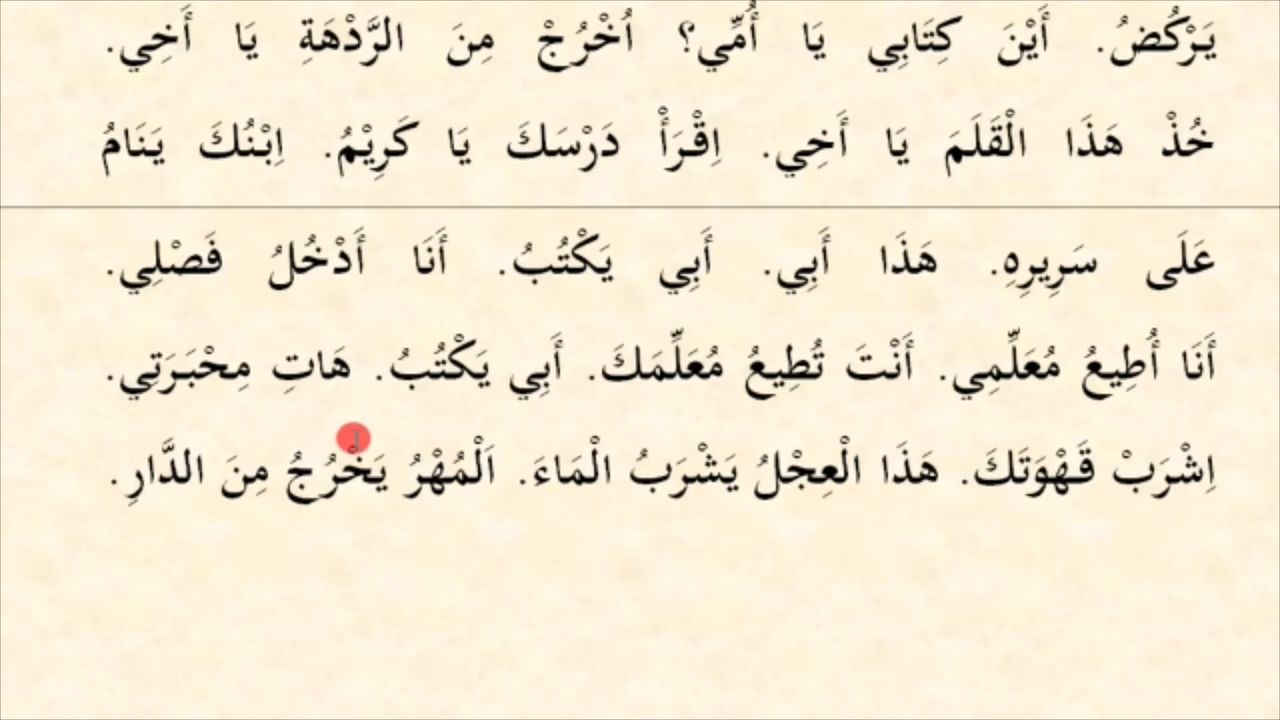 يَرْكُضُ. أَيْنَ كِتَابِي يَا أُمِّي؟ اُخْرُجْ مِنَ الرَّدْهَةِ يَا أَخِي.
خُذْ هَذَا الْقَلَمَ يَا أَخِي. اِقْرَأْ دَرْسَكَ يَا كَرِيْمُ. اِبْنُكَ يَنَامُ
عَلَى سَرِيرِهِ. هَذَا أَبِي. أَبِي يَكْتُبُ. أَنَا أَدْخُلُ فَصْلِي.
أَنَا أُطِيعُ مُعَلِّمِي. أَنْتَ تُطِيعُ مُعَلِّمَكَ. أَبِي يَكْتُبُ. هَاتِ مِحْبَرَتِي.
اِشْرَبْ قَهْوَتَكَ. هَذَا الْعِجْلُ يَشْرَبُ الْمَاءَ. اَلْمُهْرُ يَخْرُجُ مِنَ الدَّارِ.